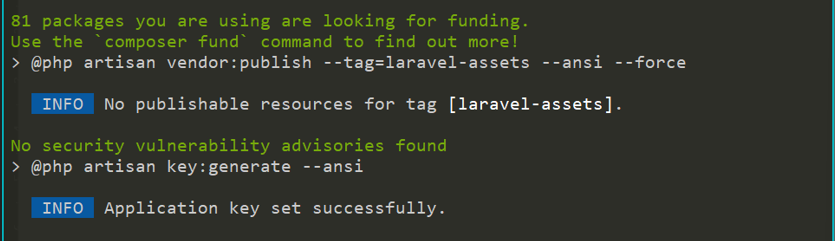 81 packages you are using are looking for funding.
Use the `composer fund` command to find out more!
> @php artisan vendor:publish --tag=laravel-assets --ansi --force
INFO No publishable resources for tag [laravel-assets].
No security vulnerability advisories found
> @php artisan key:generate --ansi
INFO Application key set successfully.